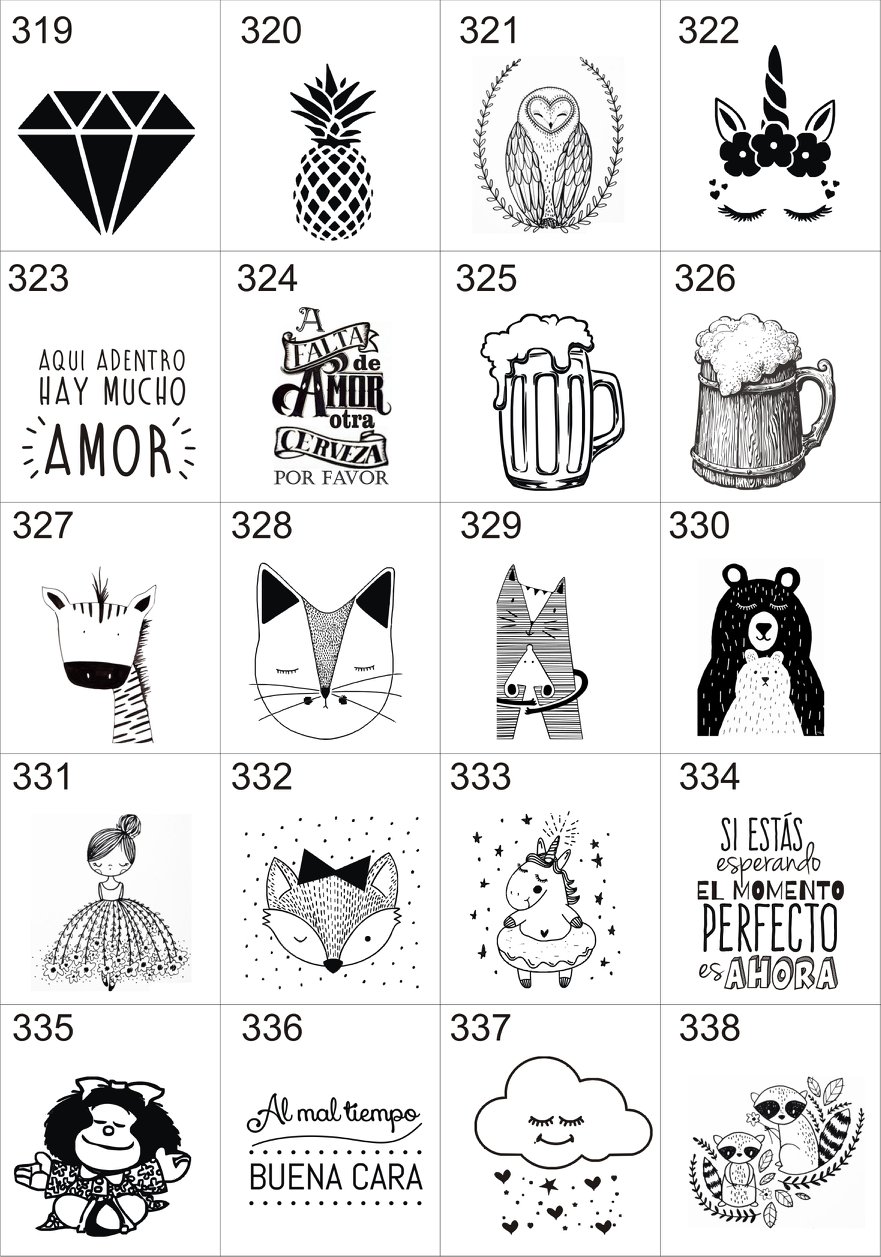 319
320
321
322
323
AQUI ADENTRO
HAY MUCHO
AMOR
324
A
FALTA
de
AMOR
otra
CERVEZA
POR FAVOR
325
326
327
328
329
330
331
332
333
334
SI ESTÁS
esperando
EL MOMENTO
PERFECTO
es AHORA
335
336
Al mal tiempo
BUENA CARA
337
338